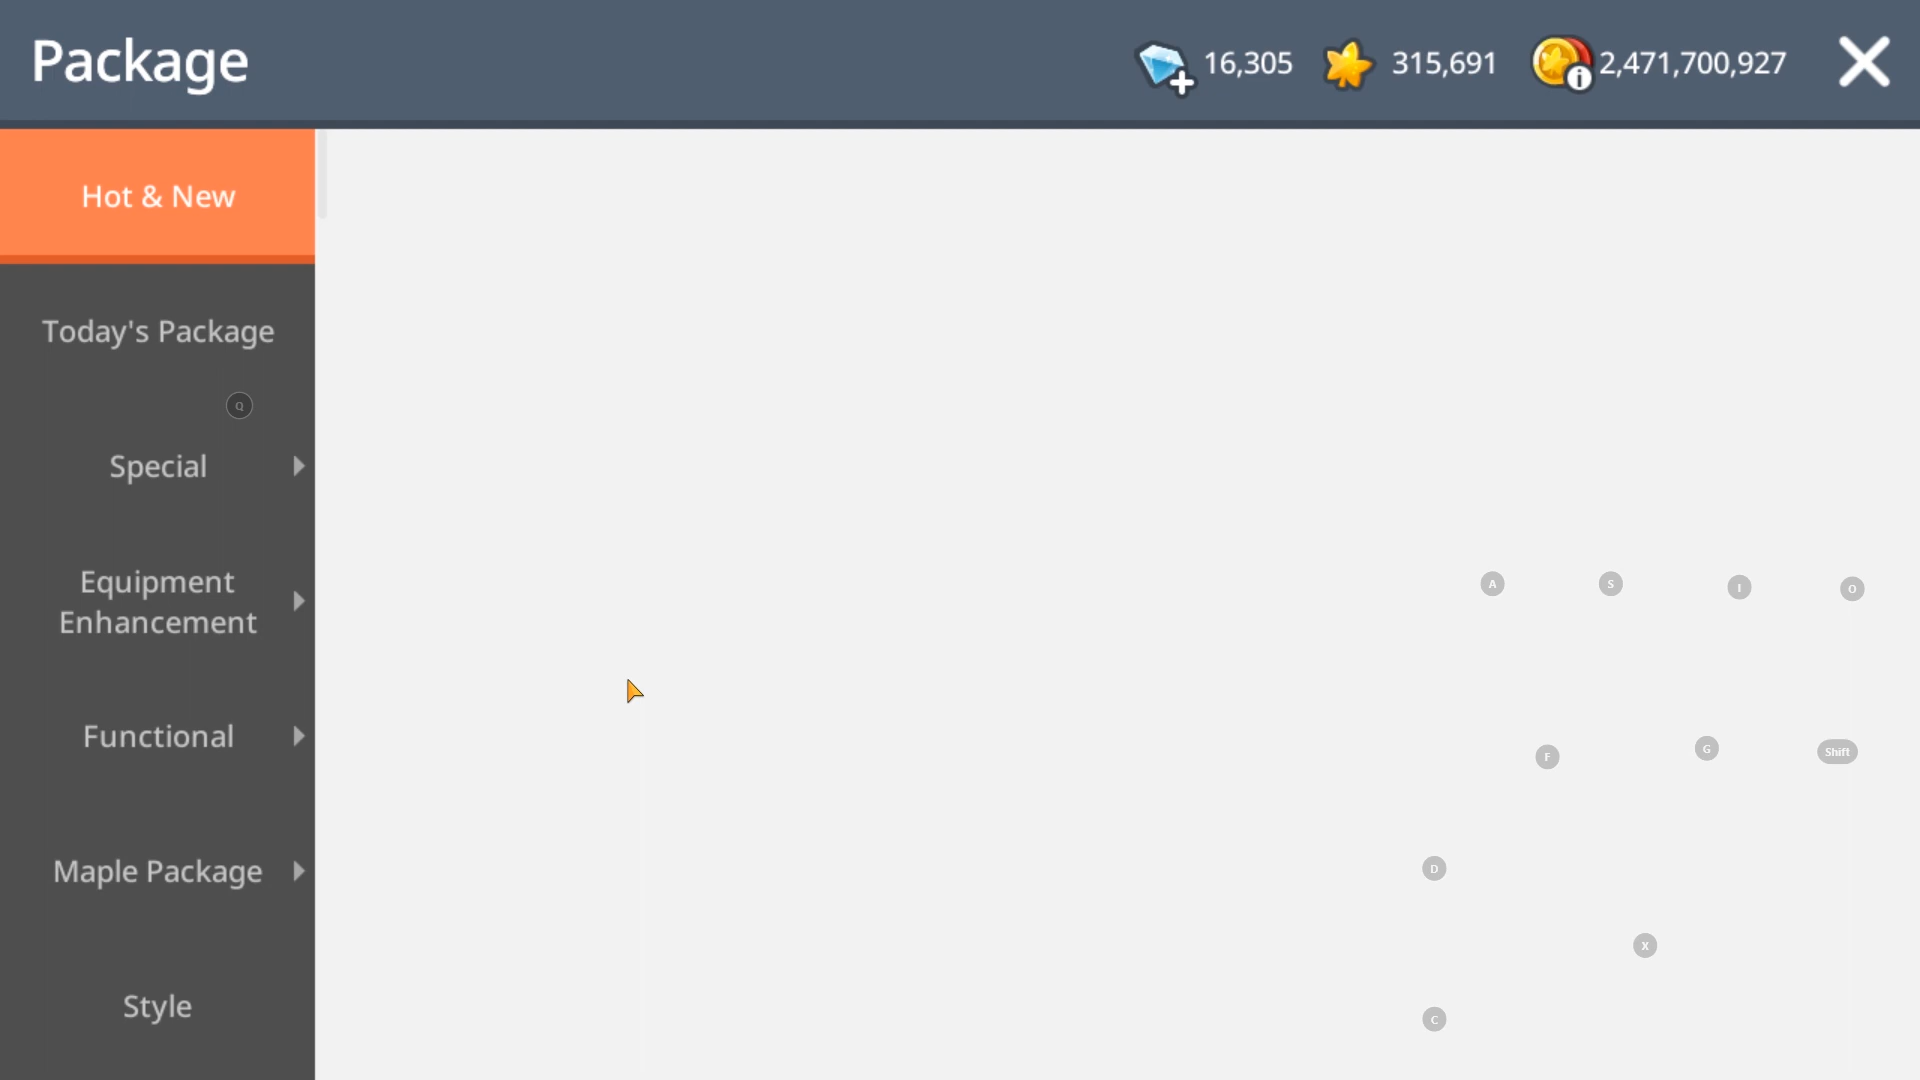 Package
16,305
315,691
2,471,700,927
Hot & New
Today's Package
Q
Special
Equipment
Enhancement
Functional
Maple Package
Style
A
S
I
O
F
G
Shift
D
X
C